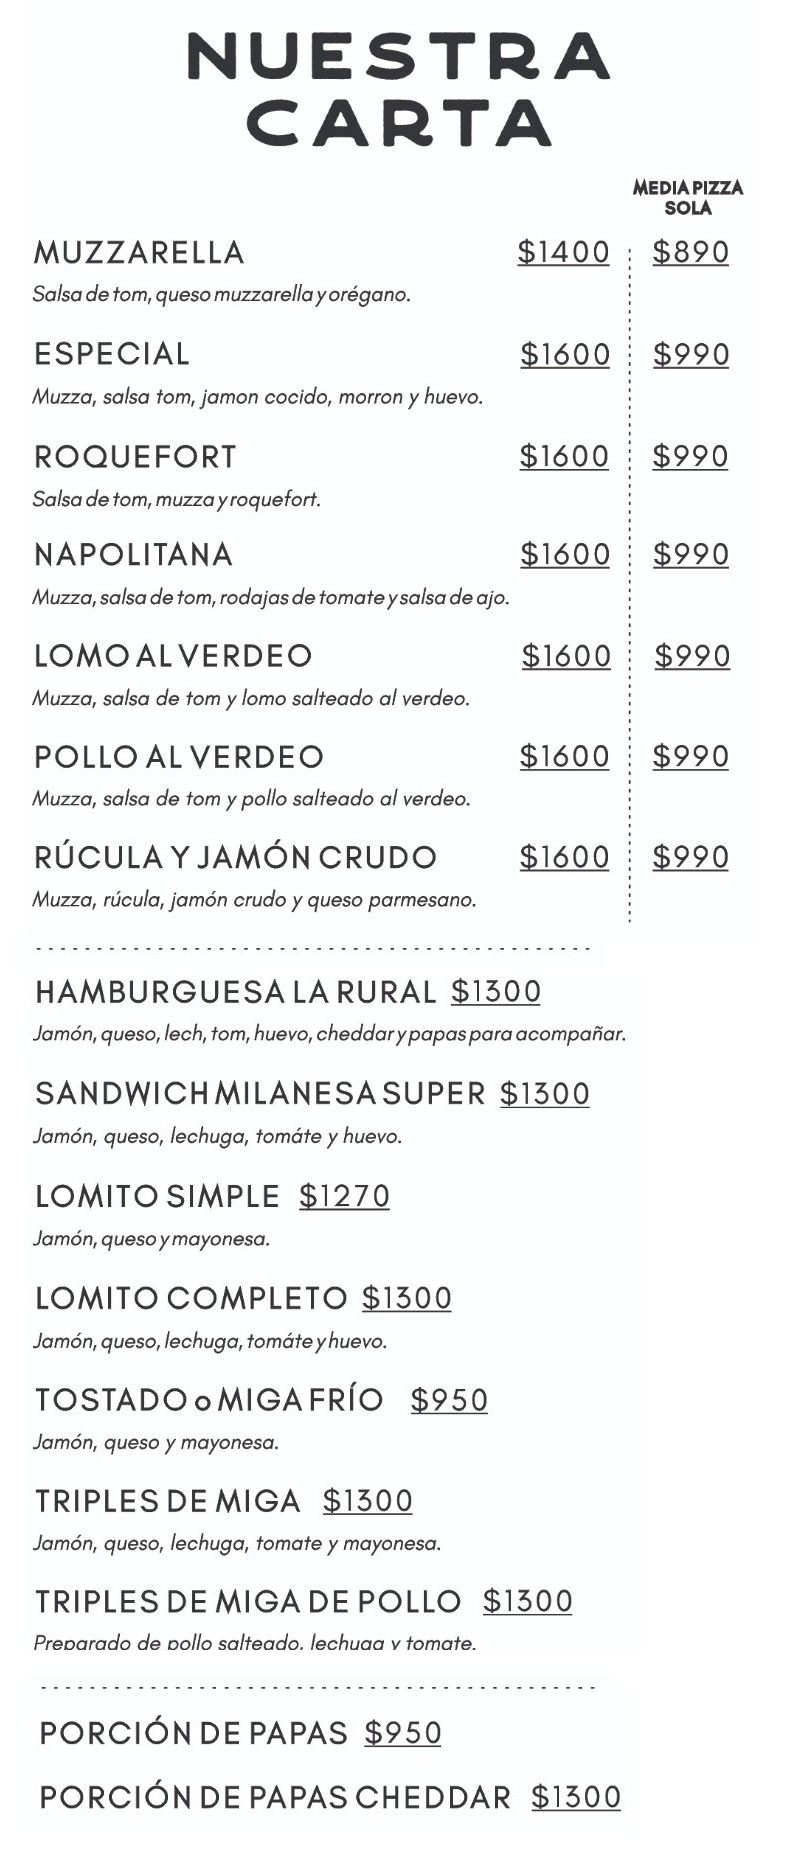 NUESTRA
CARTA
MEDIA PIZZA
SOLA
MUZZARELLA $1400 $890
Salsa de tom, queso muzzarella y orégano.
ESPECIAL $1600 $990
Muzza, salsa tom, jamon cocido, morron y huevo.
ROQUEFORT $1600 $990
Salsa de tom, muzza y roquefort.
NAPOLITANA $1600 $990
Muzza, salsa de tom, rodajas de tomate y salsa de ajo.
LOMO AL VERDEO $1600 $990
Muzza, salsa de tom y lomo salteado al verdeo.
POLLO AL VERDEO $1600 $990
Muzza, salsa de tom y pollo salteado al verdeo.
RÚCULA Y JAMÓN CRUDO $1600 $990
Muzza, rúcula, jamón crudo y queso parmesano.
HAMBURGUESA LA RURAL $1300
Jamón, queso, lech, tom, huevo, cheddar y papas para acompañar.
SANDWICH MILANESA SUPER $1300
Jamón, queso, lechuga, tomáte y huevo.
LOMITO SIMPLE $1270
Jamón, queso y mayonesa.
LOMITO COMPLETO $1300
Jamón, queso, lechuga, tomáte y huevo.
TOSTADO o MIGA FRÍO $950
Jamón, queso y mayonesa.
TRIPLES DE MIGA $1300
Jamón, queso, lechuga, tomate y mayonesa.
TRIPLES DE MIGA DE POLLO $1300
Preparado de pollo salteado, lechuga y tomate.
PORCIÓN DE PAPAS $950
PORCIÓN DE PAPAS CHEDDAR $1300